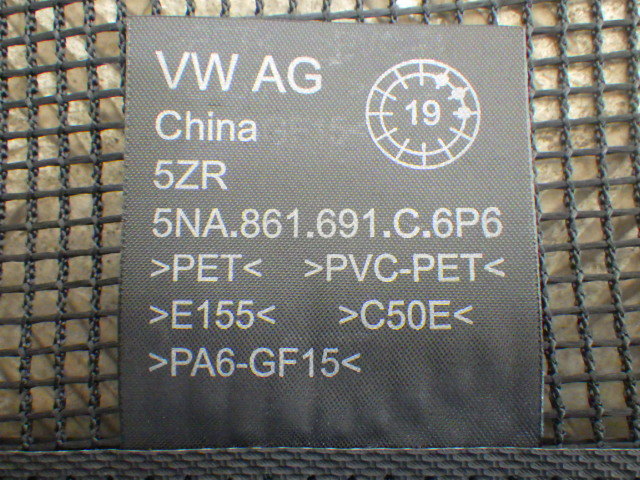 VW AG
19
China
5ZR
5NA.861.691.C.6P6
>PET< >PVC-PET<
>E155< >C50E<
>PA6-GF15<